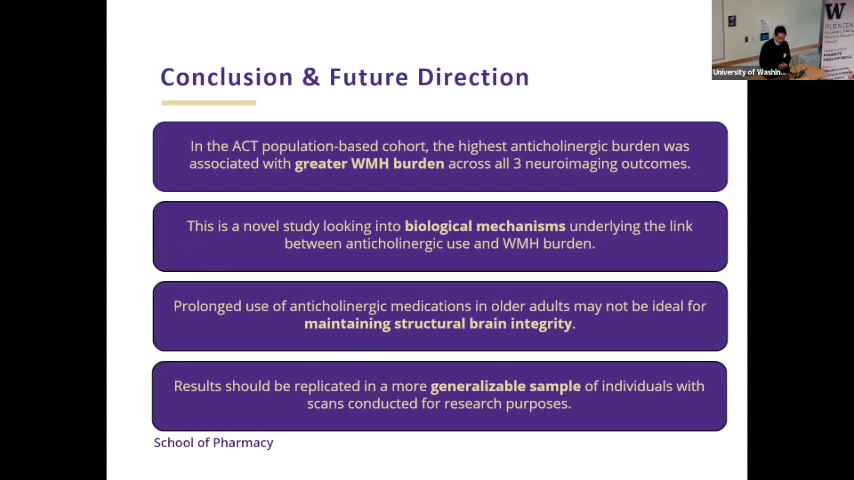 University of Washin...
W
Conclusion & Future Direction
In the ACT population-based cohort, the highest anticholinergic burden was
associated with greater WMH burden across all 3 neuroimaging outcomes.
This is a novel study looking into biological mechanisms underlying the link
between anticholinergic use and WMH burden.
Prolonged use of anticholinergic medications in older adults may not be ideal for
maintaining structural brain integrity.
Results should be replicated in a more generalizable sample of individuals with
scans conducted for research purposes.
School of Pharmacy